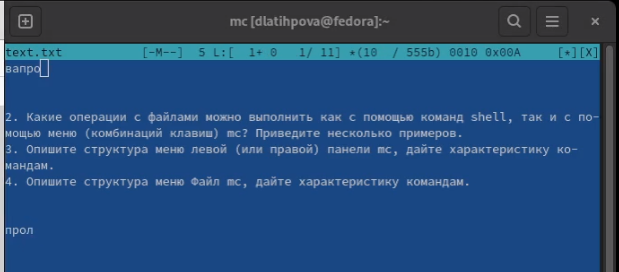 mc [dlatihpova@fedora]:~
text.txt [-M--] 5 L:[ 1+ 0 1/ 11] *(10 / 555b) 0010 0x00A [*][X]
вапро
2. Какие операции с файлами можно выполнить как с помощью команд shell, так и с по-
мощью меню (комбинаций клавиш) mc? Приведите несколько примеров.
3. Опишите структура меню левой (или правой) панели mc, дайте характеристику ко-
мандам.
4. Опишите структура меню Файл mc, дайте характеристику командам.
прол